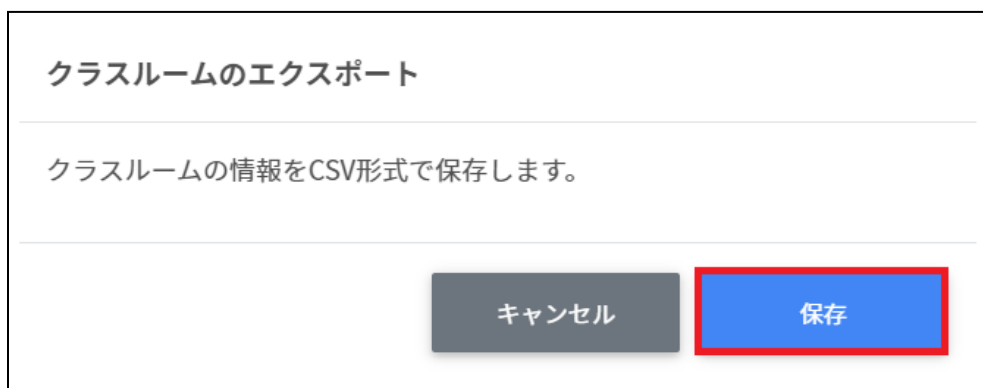 クラスルームのエクスポート
クラスルームの情報をCSV形式で保存します。
キャンセル
保存